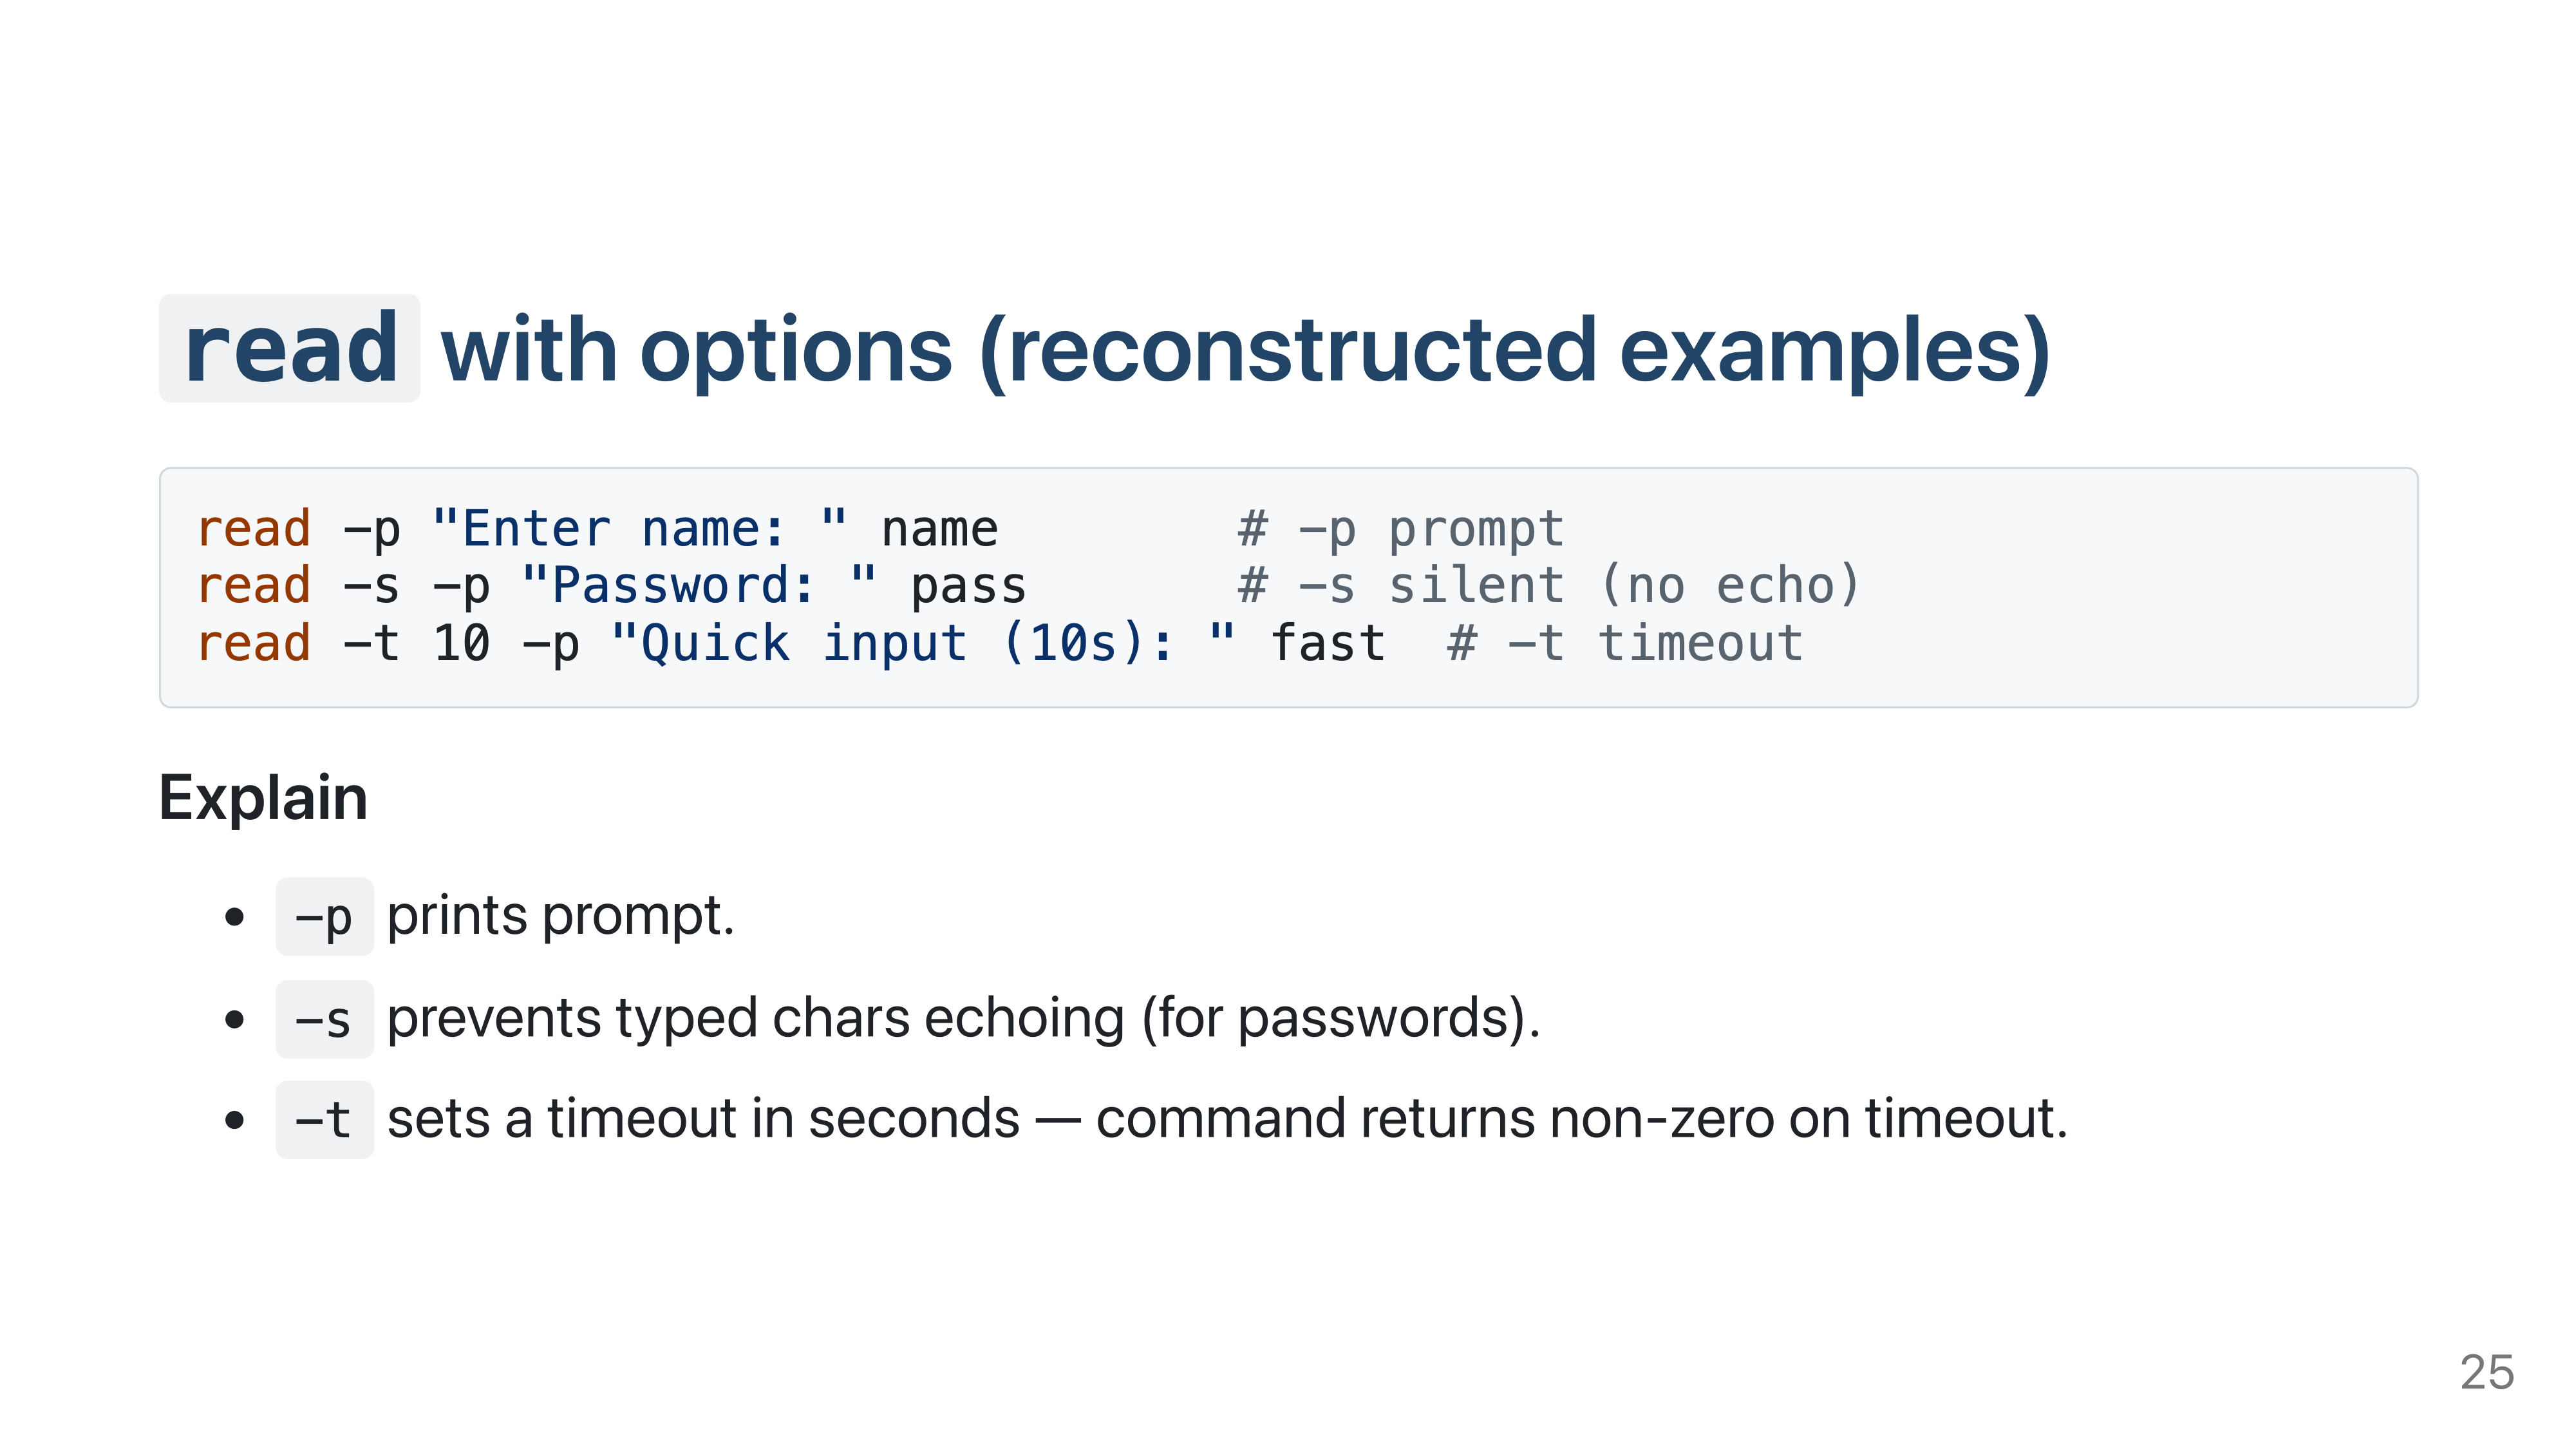 read with options (reconstructed examples)
read -p "Enter name: " name        # -p prompt
read -s -p "Password: " pass       # -s silent (no echo)
read -t 10 -p "Quick input (10s): " fast  # -t timeout
Explain
• -p prints prompt.
• -s prevents typed chars echoing (for passwords).
• -t sets a timeout in seconds — command returns non-zero on timeout.
25